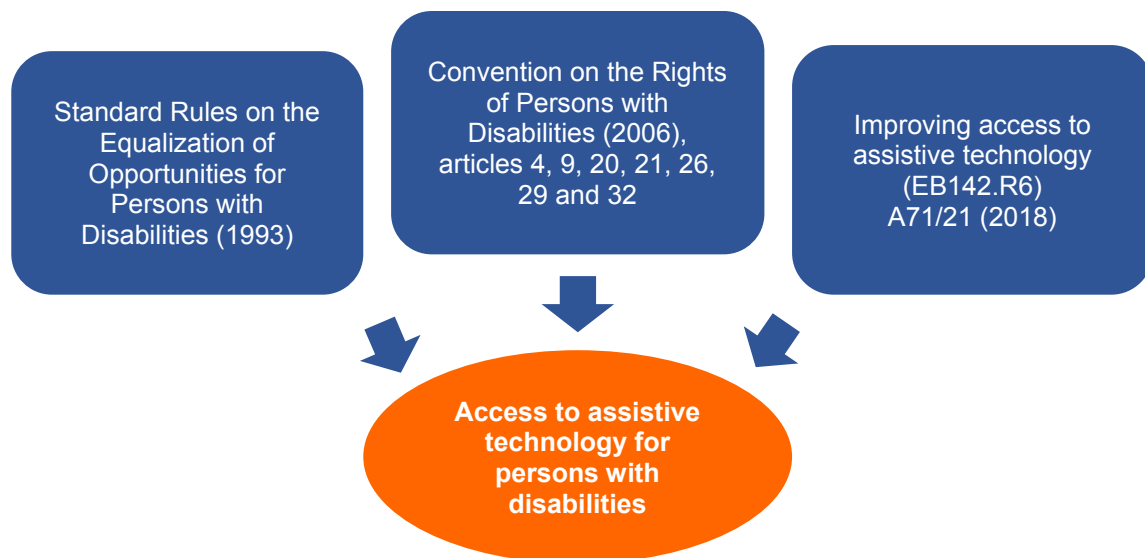 Standard Rules on the
Equalization of
Opportunities for
Persons with
Disabilities (1993)
Convention on the Rights
of Persons with
Disabilities (2006),
articles 4, 9, 20, 21, 26,
29 and 32
Improving access to
assistive technology
(EB142.R6)
A71/21 (2018)
Access to assistive
technology for
persons with
disabilities